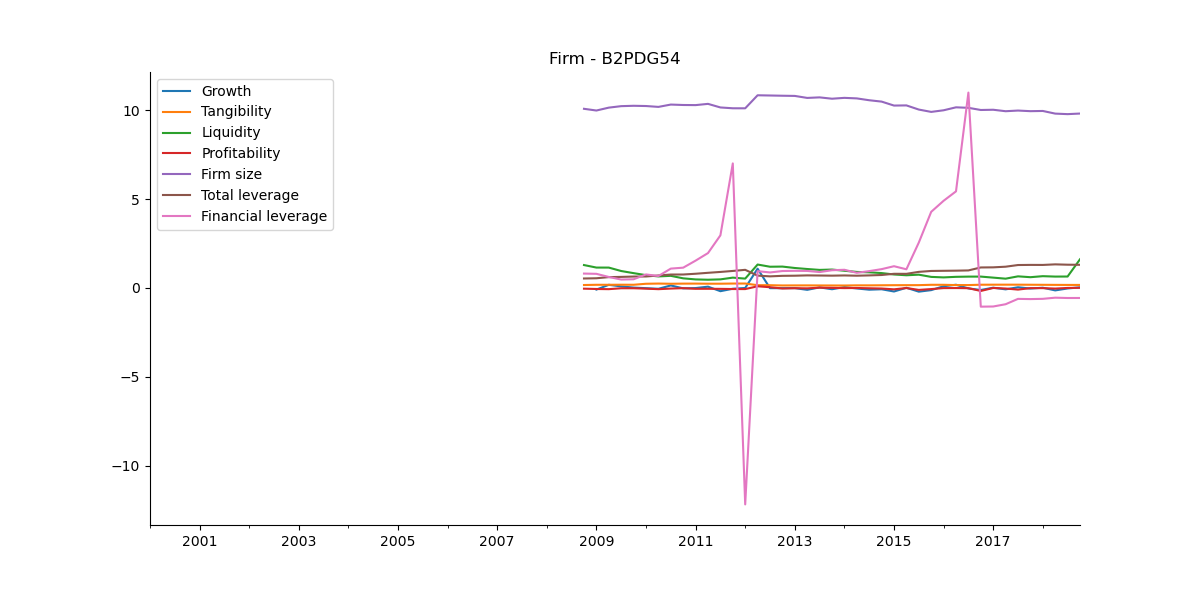 Firm - B2PDG54
Growth
Tangibility
Liquidity
Profitability
Firm size
Total leverage
Financial leverage
10
5
0
−5
−10
2001 2003 2005 2007 2009 2011 2013 2015 2017